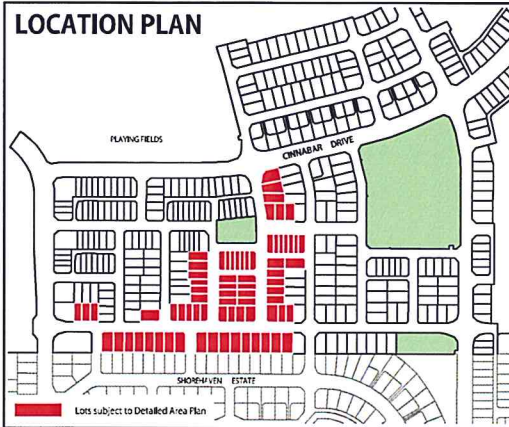 LOCATION PLAN
PLAYING FIELDS
CINNABAR DRIVE
SHOREHAVEN ESTATE
Lots subject to Detailed Area Plan